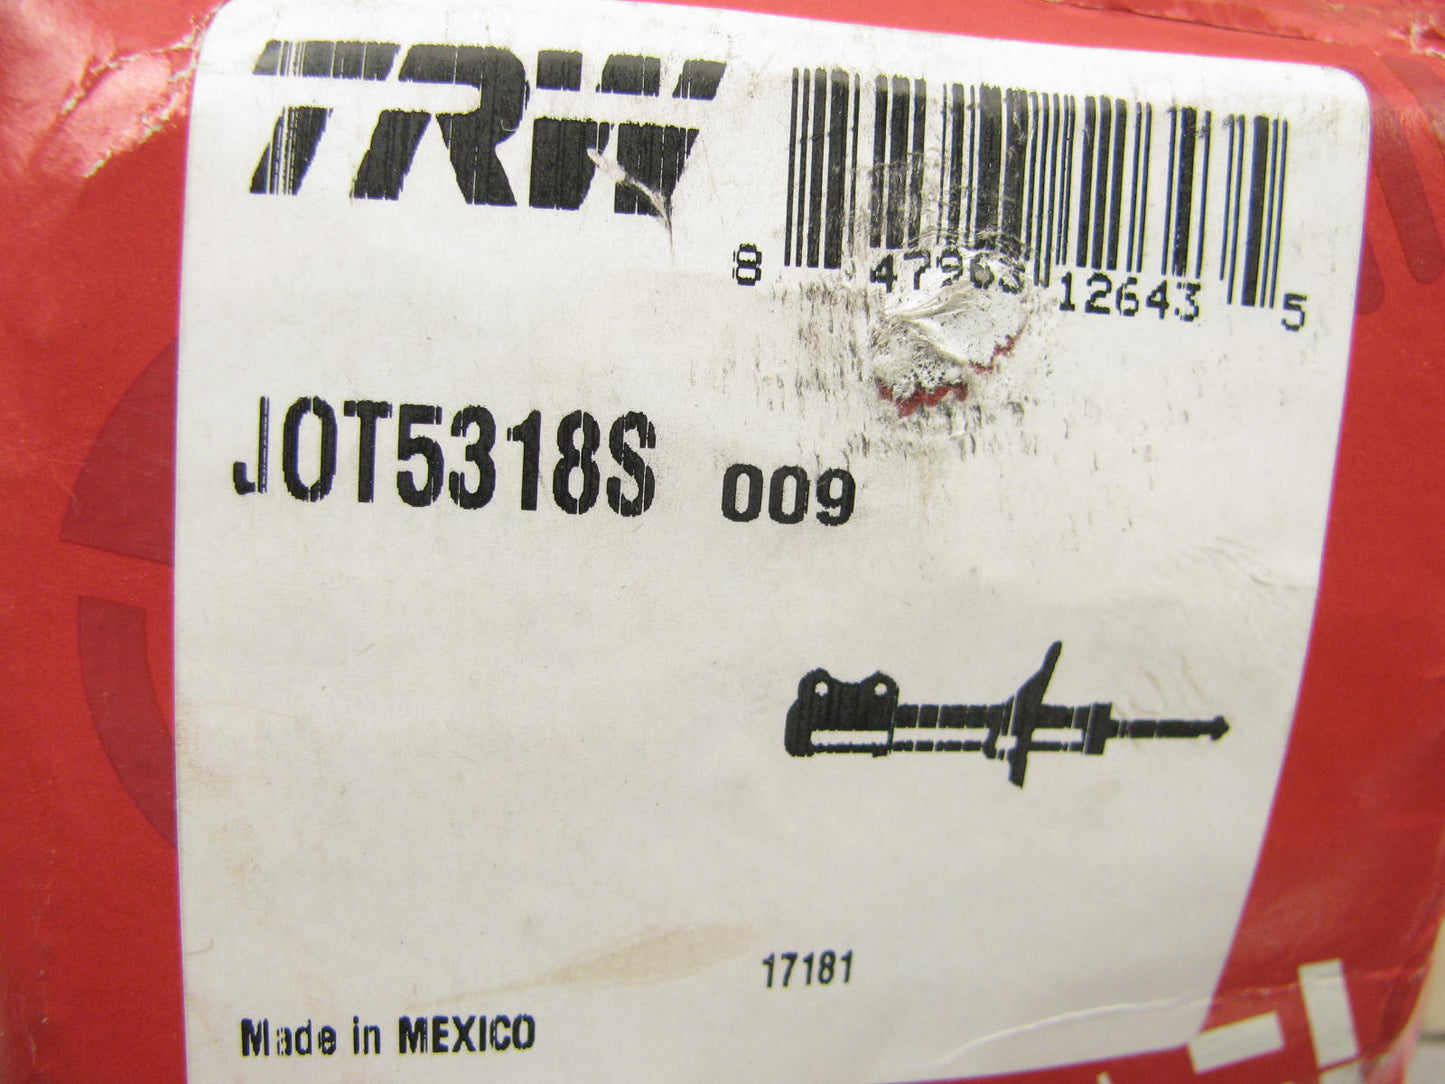 TRW
8 47963 12643 5
JOT5318S 009
17181
Made in MEXICO